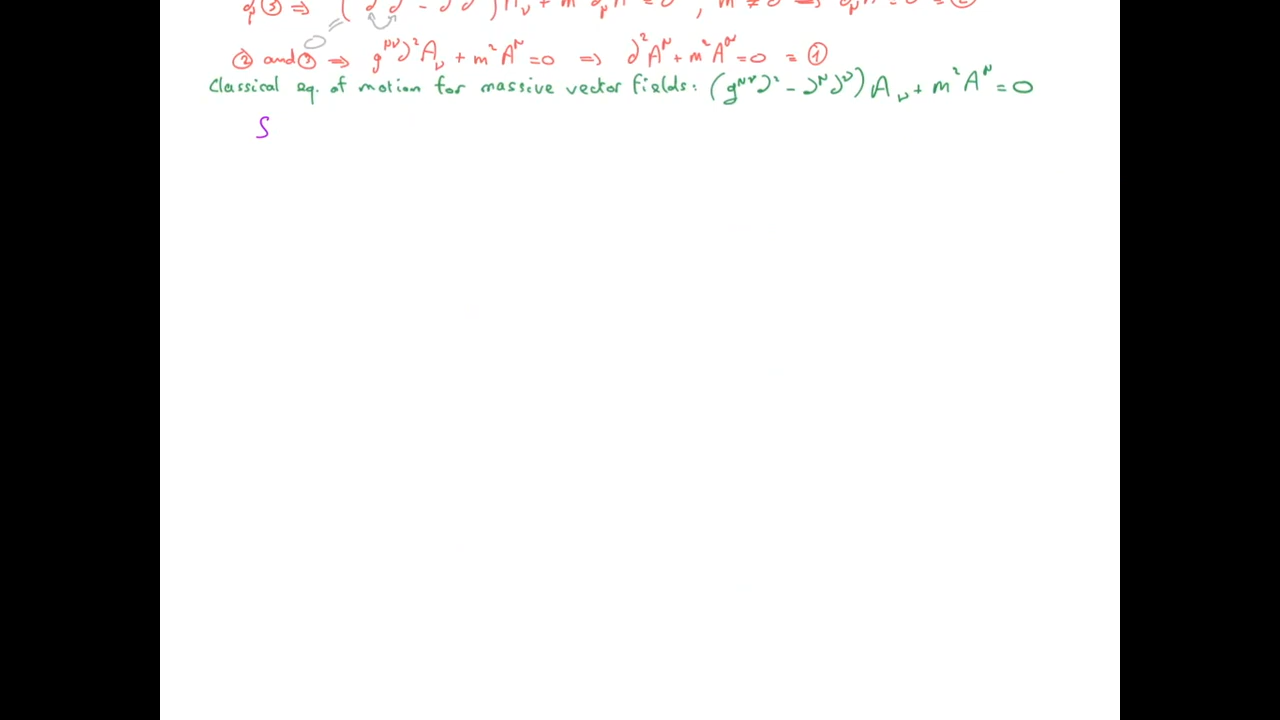 ② and ③ ⇒ g^{μν}∂²A_ν + m²A^μ = 0 ⇒ ∂²A^μ + m²A^μ = 0 = ①
Classical eq. of motion for massive vector fields: (g^{μν}∂² - ∂^μ∂^ν)A_ν + m²A^μ = 0
S